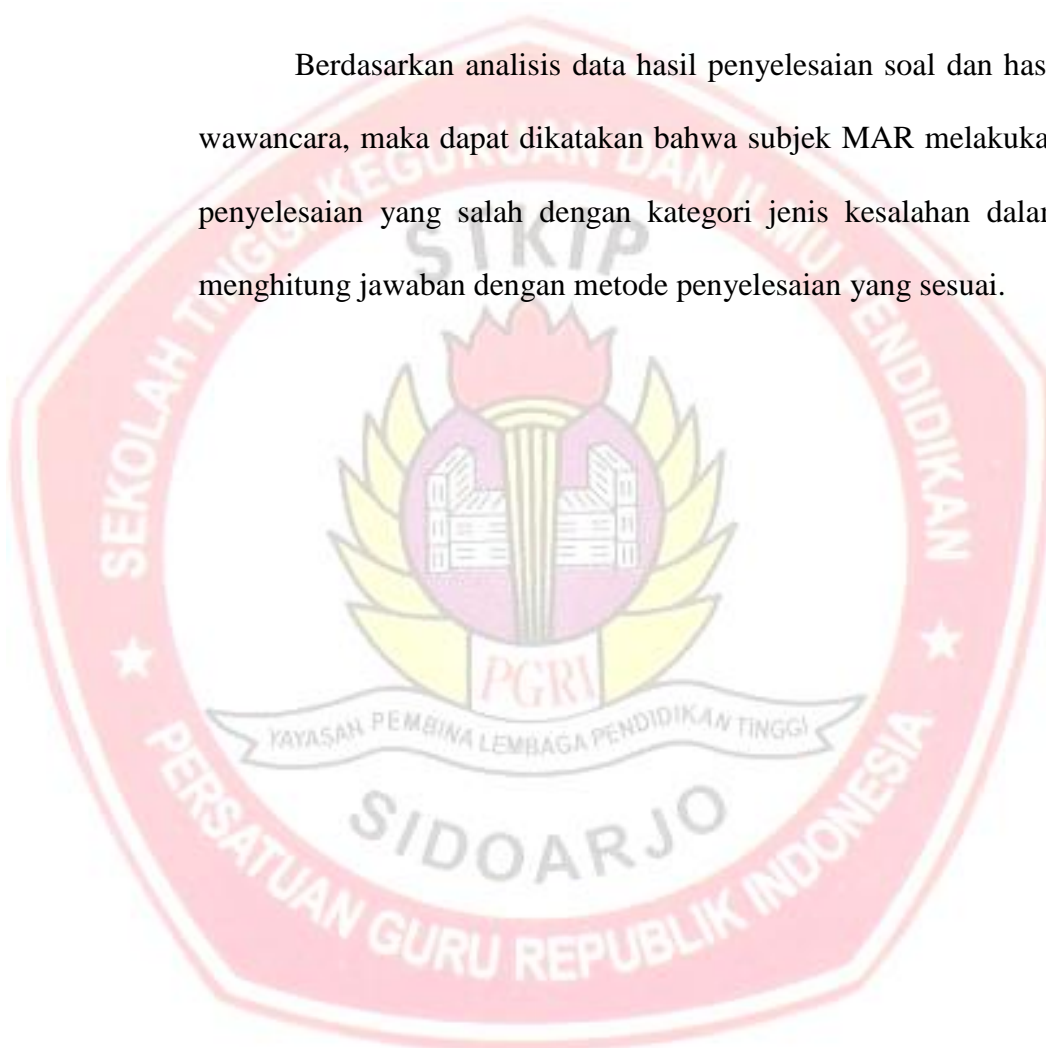 Berdasarkan analisis data hasil penyelesaian soal dan has
wawancara, maka dapat dikatakan bahwa subjek MAR melakuka
penyelesaian yang salah dengan kategori jenis kesalahan dalar
menghitung jawaban dengan metode penyelesaian yang sesuai.
SEKOLAH TINGGI KEGURUAN DAN ILMU PENDIDIKAN
STKIP
PGRI
YAYASAN PEMBINA LEMBAGA PENDIDIKAN TINGGI
SIDOARJO
PERSATUAN GURU REPUBLIK INDONESIA